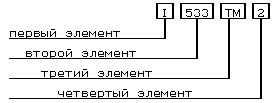 I 533 ТМ 2
первый элемент
второй элемент
третий элемент
четвертый элемент